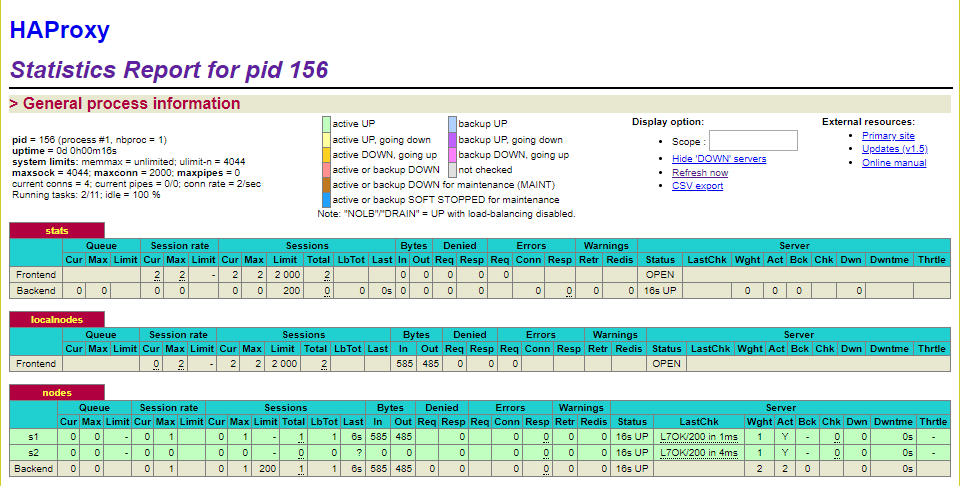 HAProxy
Statistics Report for pid 156
> General process information
pid = 156 (process #1, nbproc = 1)
uptime = 0d 0h00m16s
system limits: memmax = unlimited; ulimit-n = 4044
maxsock = 4044; maxconn = 2000; maxpipes = 0
current conns = 4; current pipes = 0/0; conn rate = 2/sec
Running tasks: 2/11; idle = 100 %
active UP backup UP
active UP, going down backup UP, going down
active DOWN, going up backup DOWN, going up
active or backup DOWN not checked
active or backup DOWN for maintenance (MAINT)
active or backup SOFT STOPPED for maintenance
Note: "NOLB"/"DRAIN" = UP with load-balancing disabled.
Display option:
• Scope :
• Hide 'DOWN' servers
• Refresh now
• CSV export
External resources:
• Primary site
• Updates (v1.5)
• Online manual
stats
Queue Session rate Sessions Bytes Denied Errors Warnings Server
Cur Max Limit Cur Max Limit Cur Max Limit Total LbTot Last In Out Req Resp Req Conn Resp Retr Redis Status LastChk Wght Act Bck Chk Dwn Dwntme Thrtle
Frontend 2 2 - 2 2 2 000 2 0 0 0 0 0 OPEN
Backend 0 0 0 0 0 0 200 0 0 0s 0 0 0 0 0 0 0 0 16s UP 0 0 0 0
localnodes
Queue Session rate Sessions Bytes Denied Errors Warnings Server
Cur Max Limit Cur Max Limit Cur Max Limit Total LbTot Last In Out Req Resp Req Conn Resp Retr Redis Status LastChk Wght Act Bck Chk Dwn Dwntme Thrtle
Frontend 0 2 - 2 2 2 000 2 585 485 0 0 0 OPEN
nodes
Queue Session rate Sessions Bytes Denied Errors Warnings Server
Cur Max Limit Cur Max Limit Cur Max Limit Total LbTot Last In Out Req Resp Req Conn Resp Retr Redis Status LastChk Wght Act Bck Chk Dwn Dwntme Thrtle
s1 0 0 - 0 1 0 1 - 1 1 6s 585 485 0 0 0 0 0 16s UP L7OK/200 in 1ms 1 Y - 0 0 0s -
s2 0 0 - 0 0 0 0 - 0 0 ? 0 0 0 0 0 0 0 16s UP L7OK/200 in 4ms 1 Y - 0 0 0s -
Backend 0 0 0 1 0 1 200 1 1 6s 585 485 0 0 0 0 0 0 16s UP 2 2 0 0 0s